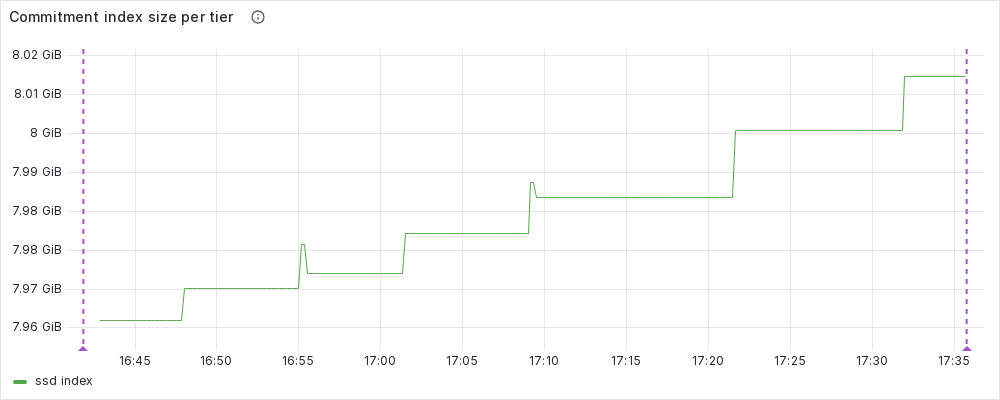 Commitment index size per tier
8.02 GiB
8.01 GiB
8 GiB
7.99 GiB
7.98 GiB
7.98 GiB
7.97 GiB
7.96 GiB
16:45 16:50 16:55 17:00 17:05 17:10 17:15 17:20 17:25 17:30 17:35
ssd index